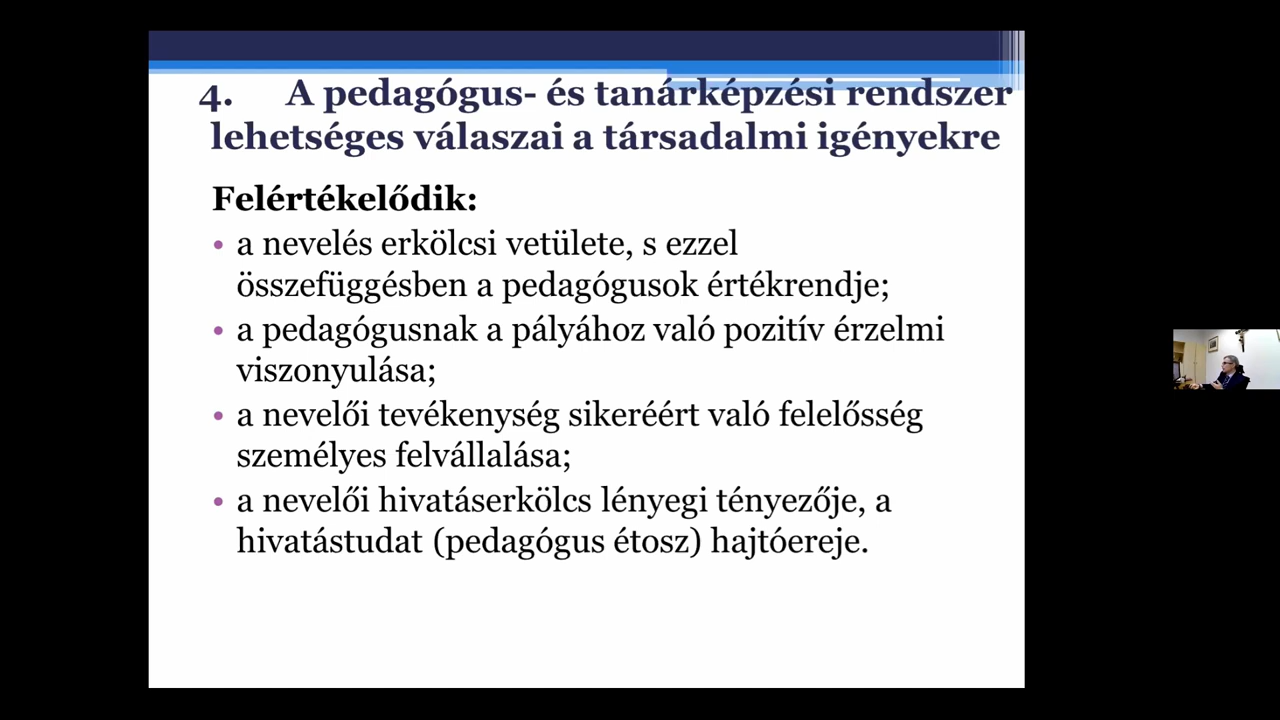 4. A pedagógus- és tanárképzési rendszer
lehetséges válaszai a társadalmi igényekre
Felértékelődik:
• a nevelés erkölcsi vetülete, s ezzel
összefüggésben a pedagógusok értékrendje;
• a pedagógusnak a pályához való pozitív érzelmi
viszonyulása;
• a nevelői tevékenység sikeréért való felelősség
személyes felvállalása;
• a nevelői hivatáserkölcs lényegi tényezője, a
hivatástudat (pedagógus étosz) hajtóereje.